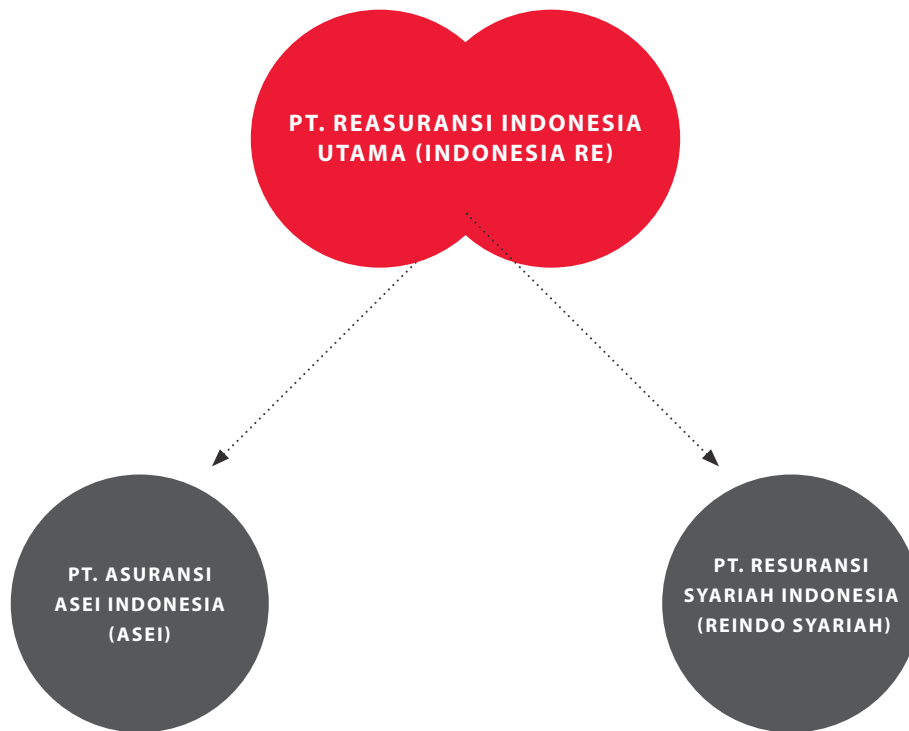 PT. REASURANSI INDONESIA
UTAMA (INDONESIA RE)
PT. ASURANSI
ASEI INDONESIA
(ASEI)
PT. RESURANSI
SYARIAH INDONESIA
(REINDO SYARIAH)